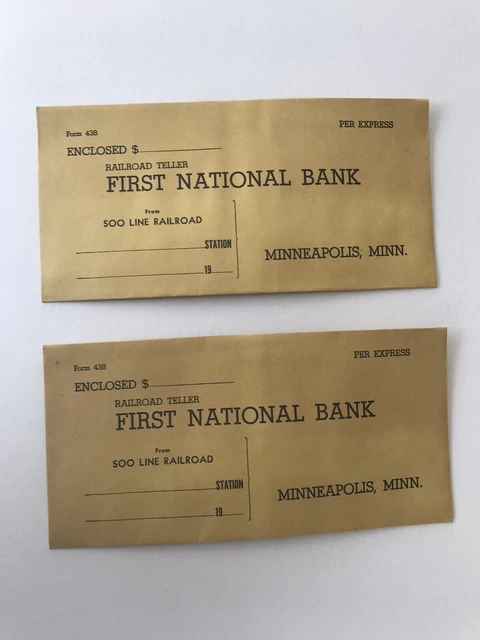 Form 438
PER EXPRESS
ENCLOSED $
RAILROAD TELLER
FIRST NATIONAL BANK
From
SOO LINE RAILROAD
STATION
19
MINNEAPOLIS, MINN.
Form 438
PER EXPRESS
ENCLOSED $
RAILROAD TELLER
FIRST NATIONAL BANK
From
SOO LINE RAILROAD
STATION
19
MINNEAPOLIS, MINN.